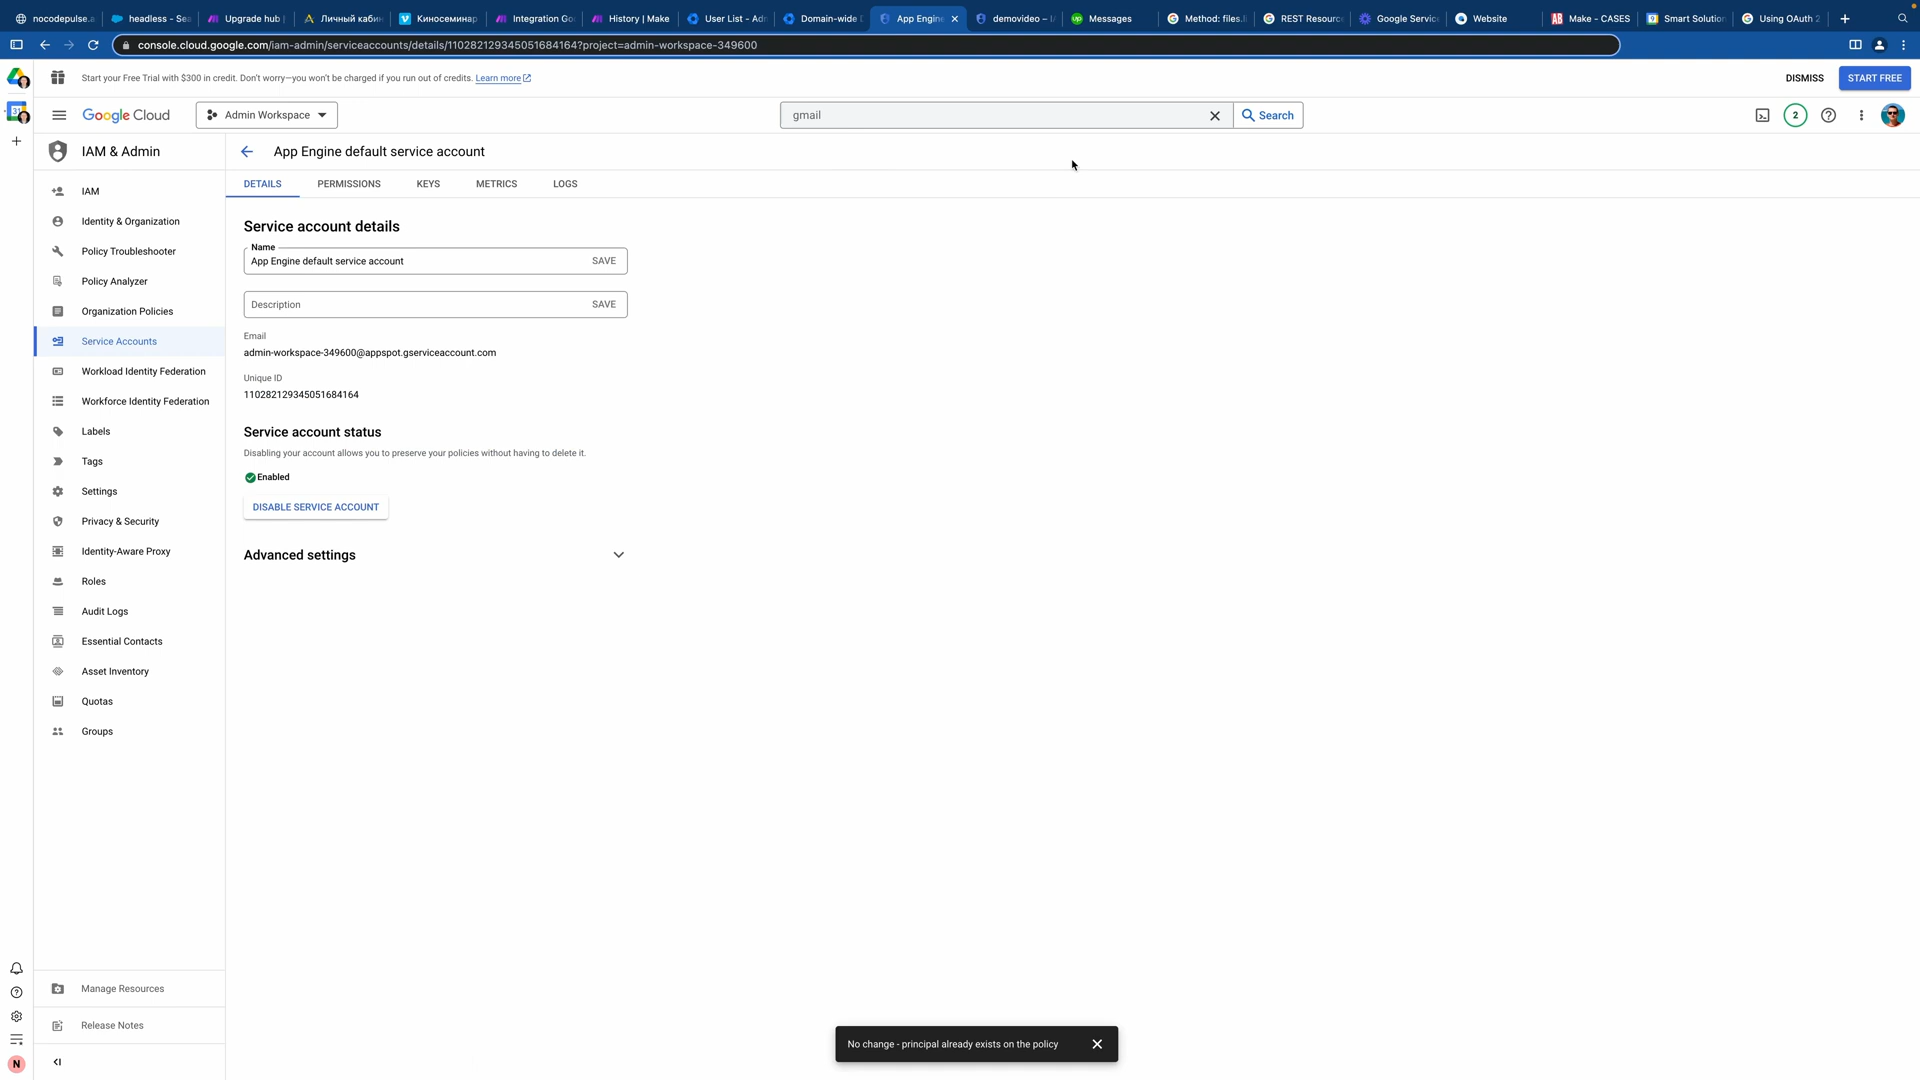 nocodepulse.
headless - Sea
Upgrade hub
Личный каби
Киносеминар
Integration Go
History | Make
User List - Adm
Domain-wide D
App Engine
demovideo – IA
Messages
Method: files.li
REST Resource
Google Service
Website
Make - CASES
Smart Solution
Using OAuth 2
console.cloud.google.com/iam-admin/serviceaccounts/details/110282129345051684164?project=admin-workspace-349600
Start your Free Trial with $300 in credit. Don't worry—you won't be charged if you run out of credits. Learn more
DISMISS
START FREE
Google Cloud
Admin Workspace
gmail
Search
2
IAM & Admin
App Engine default service account
DETAILS
PERMISSIONS
KEYS
METRICS
LOGS
IAM
Identity & Organization
Policy Troubleshooter
Policy Analyzer
Organization Policies
Service Accounts
Workload Identity Federation
Workforce Identity Federation
Labels
Tags
Settings
Privacy & Security
Identity-Aware Proxy
Roles
Audit Logs
Essential Contacts
Asset Inventory
Quotas
Groups
Manage Resources
Release Notes
N
Service account details
Name
App Engine default service account
SAVE
Description
SAVE
Email
admin-workspace-349600@appspot.gserviceaccount.com
Unique ID
110282129345051684164
Service account status
Disabling your account allows you to preserve your policies without having to delete it.
Enabled
DISABLE SERVICE ACCOUNT
Advanced settings
No change - principal already exists on the policy